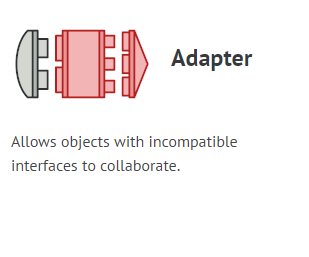 Adapter
Allows objects with incompatible
interfaces to collaborate.